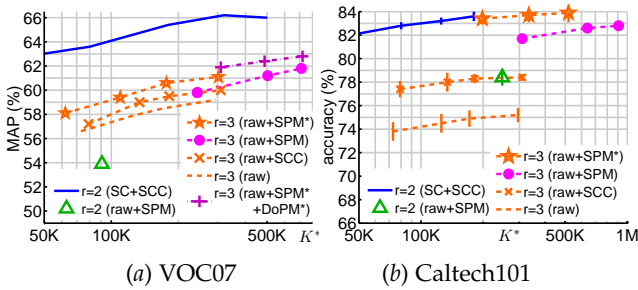 66
64
62
60
58
56
54
52
50
MAP (%)
r=3 (raw+SPM*)
r=3 (raw+SPM)
r=3 (raw+SCC)
r=3 (raw)
r=3 (raw+SPM*
+DoPM*)
r=2 (SC+SCC)
r=2 (raw+SPM)
50K 100K 500K K*
(a) VOC07
84
82
80
78
76
74
72
70
68
66
accuracy (%)
r=3 (raw+SPM*)
r=3 (raw+SPM)
r=3 (raw+SCC)
r=3 (raw)
r=2 (SC+SCC)
r=2 (raw+SPM)
50K 100K K* 500K 1M
(b) Caltech101